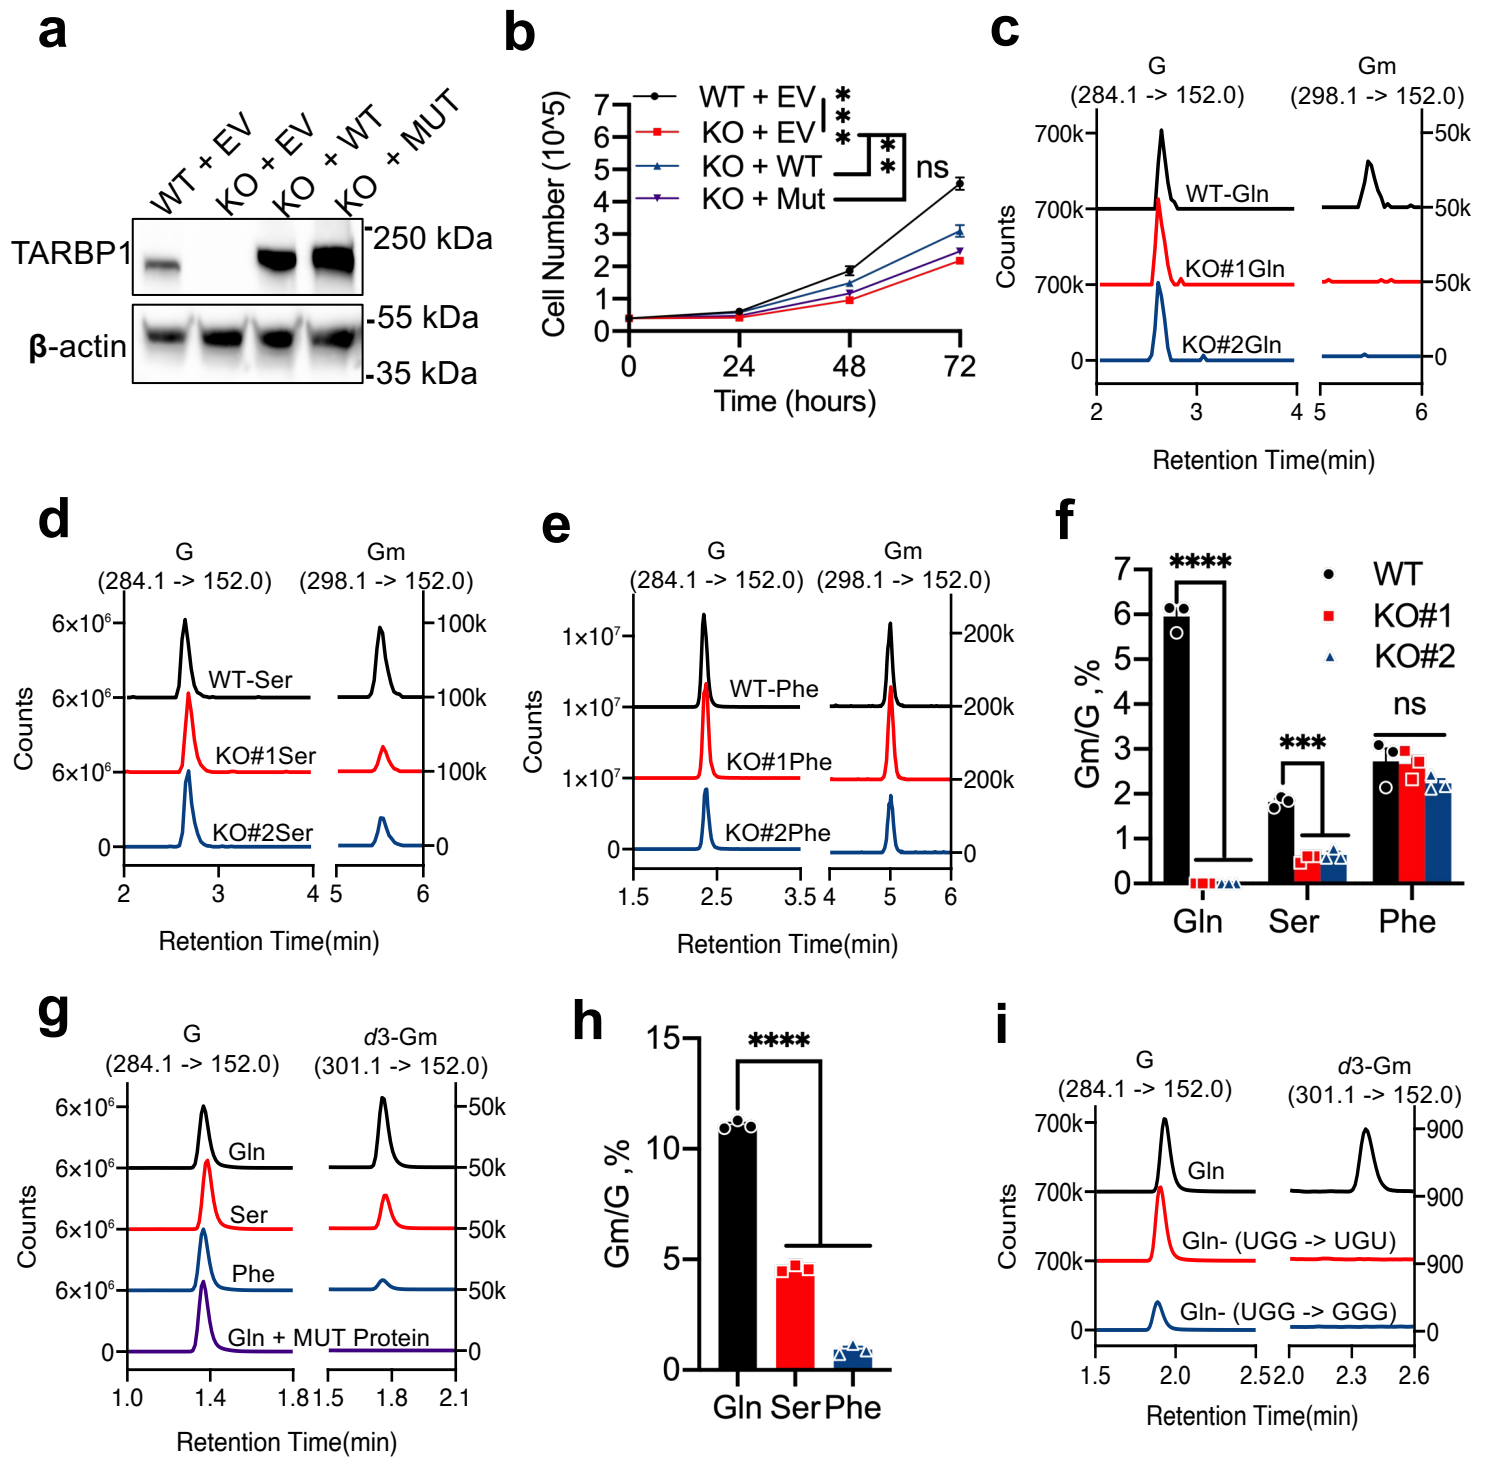 a
WT + EV
KO + EV
KO + WT
KO + MUT
TARBP1
250 kDa
β-actin
55 kDa
35 kDa
b
Cell Number (10^5)
7
6
5
4
3
2
1
0
WT + EV
KO + EV
KO + WT
KO + Mut
***
**
ns
0 24 48 72
Time (hours)
c
G
(284.1 -> 152.0)
Gm
(298.1 -> 152.0)
Counts
700k
700k
700k
0
WT-Gln
KO#1Gln
KO#2Gln
50k
50k
50k
0
2 3 4 5 6
Retention Time(min)
d
G
(284.1 -> 152.0)
Gm
(298.1 -> 152.0)
Counts
6×10⁶
6×10⁶
6×10⁶
0
WT-Ser
KO#1Ser
KO#2Ser
100k
100k
100k
0
2 3 4 5 6
Retention Time(min)
e
G
(284.1 -> 152.0)
Gm
(298.1 -> 152.0)
Counts
1×10⁷
1×10⁷
1×10⁷
0
WT-Phe
KO#1Phe
KO#2Phe
200k
200k
200k
0
1.5 2.5 3.5 4 5 6
Retention Time(min)
f
Gm/G ,%
7
6
5
4
3
2
1
0
****
***
ns
WT
KO#1
KO#2
Gln Ser Phe
g
G
(284.1 -> 152.0)
d3-Gm
(301.1 -> 152.0)
Counts
6×10⁶
6×10⁶
6×10⁶
6×10⁶
0
Gln
Ser
Phe
Gln + MUT Protein
50k
50k
50k
50k
0
1.0 1.4 1.8 1.5 1.8 2.1
Retention Time(min)
h
Gm/G ,%
15
10
5
0
****
Gln Ser Phe
i
G
(284.1 -> 152.0)
d3-Gm
(301.1 -> 152.0)
Counts
700k
700k
700k
0
Gln
Gln- (UGG -> UGU)
Gln- (UGG -> GGG)
900
900
900
0
1.5 2.0 2.5 2.0 2.3 2.6
Retention Time(min)